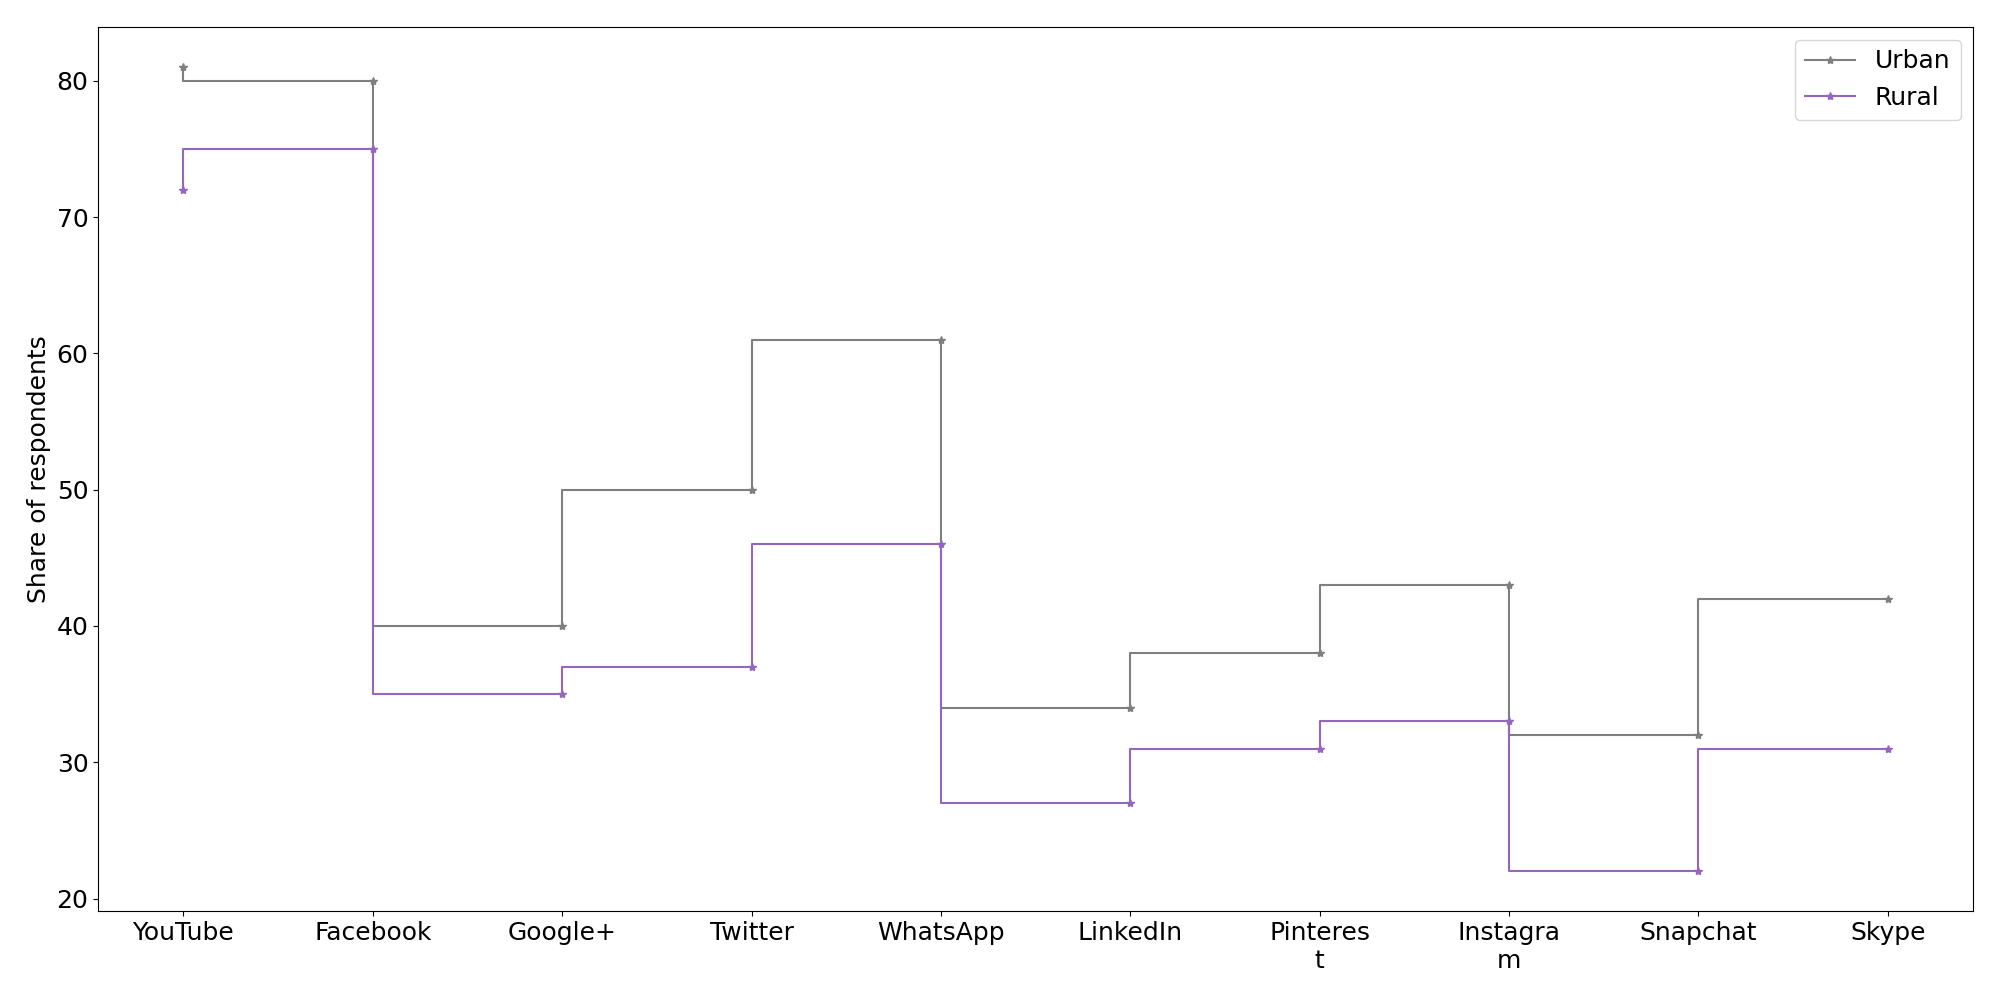 80
70
60
50
40
30
20
Share of respondents
Urban
Rural
YouTube
Facebook
Google+
Twitter
WhatsApp
LinkedIn
Pinteres
t
Instagra
m
Snapchat
Skype